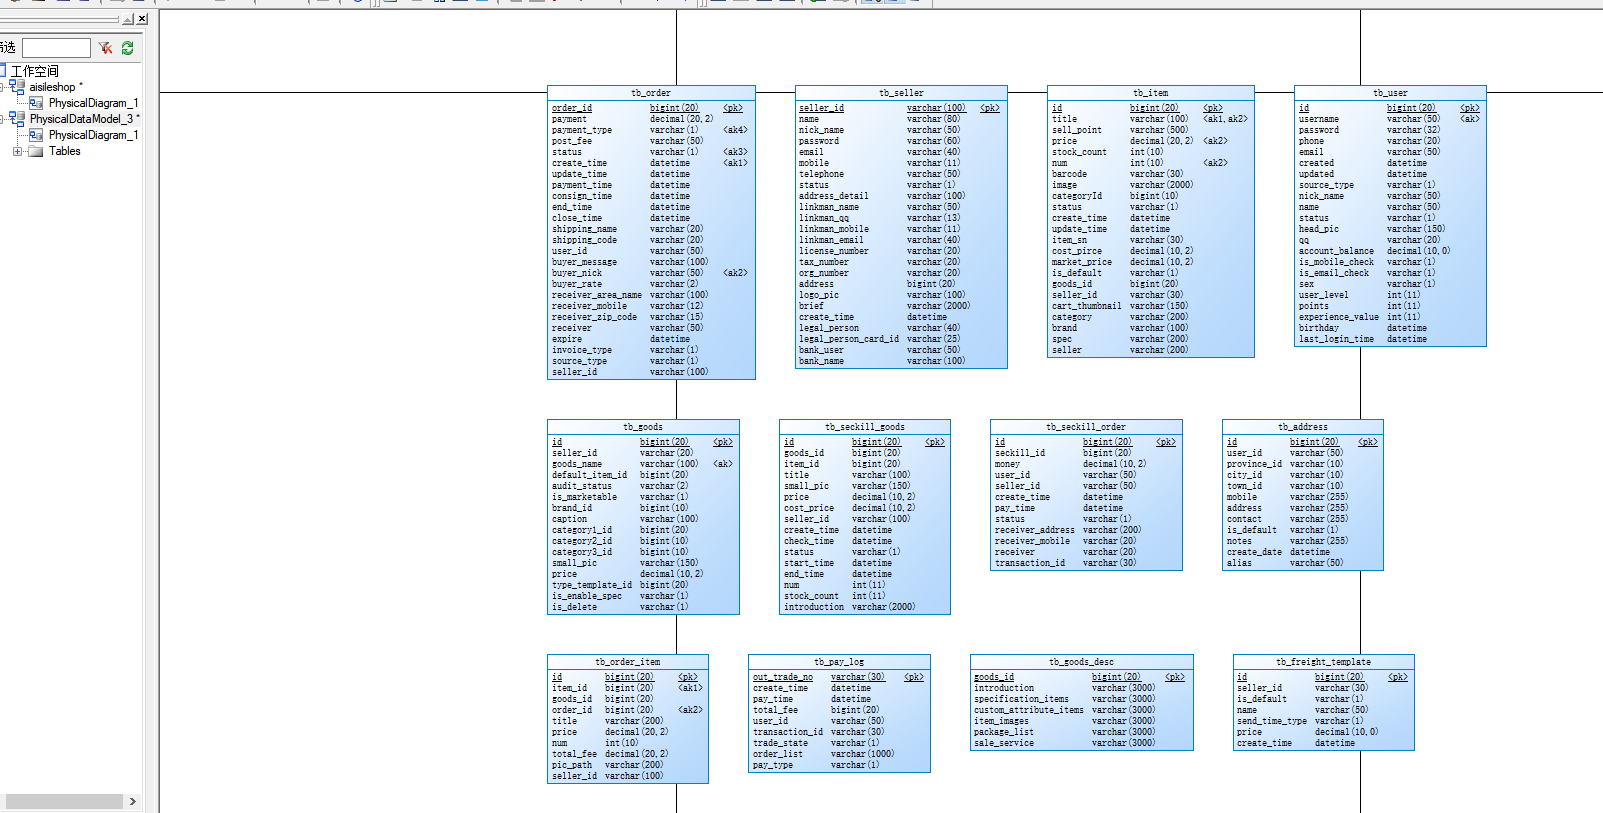 选
工作空间
aisileshop *
PhysicalDiagram_1
PhysicalDataModel_3 *
PhysicalDiagram_1
Tables
tb_order
order_id bigint(20) <pk>
payment decimal(20,2)
payment_type varchar(1) <ak4>
post_fee varchar(50)
status varchar(1) <ak3>
create_time datetime <ak1>
update_time datetime
payment_time datetime
consign_time datetime
end_time datetime
close_time datetime
shipping_name varchar(20)
shipping_code varchar(20)
user_id varchar(50)
buyer_message varchar(100)
buyer_nick varchar(50) <ak2>
buyer_rate varchar(2)
receiver_area_name varchar(100)
receiver_mobile varchar(12)
receiver_zip_code varchar(15)
receiver varchar(50)
expire datetime
invoice_type varchar(1)
source_type varchar(1)
seller_id varchar(100)
tb_seller
seller_id varchar(100) <pk>
name varchar(80)
nick_name varchar(50)
password varchar(60)
email varchar(40)
mobile varchar(11)
telephone varchar(50)
status varchar(1)
address_detail varchar(100)
linkman_name varchar(50)
linkman_qq varchar(13)
linkman_mobile varchar(11)
linkman_email varchar(40)
license_number varchar(20)
tax_number varchar(20)
org_number varchar(20)
address bigint(20)
logo_pic varchar(100)
brief varchar(2000)
create_time datetime
legal_person varchar(40)
legal_person_card_id varchar(25)
bank_user varchar(50)
bank_name varchar(100)
tb_item
id bigint(20) <pk>
title varchar(100) <ak1,ak2>
sell_point varchar(500)
price decimal(20,2) <ak2>
stock_count int(10)
num int(10) <ak2>
barcode varchar(30)
image varchar(2000)
categoryId bigint(10)
status varchar(1)
create_time datetime
update_time datetime
item_sn varchar(30)
cost_pirce decimal(10,2)
market_price decimal(10,2)
is_default varchar(1)
goods_id bigint(20)
seller_id varchar(30)
cart_thumbnail varchar(150)
category varchar(200)
brand varchar(100)
spec varchar(200)
seller varchar(200)
tb_user
id bigint(20) <pk>
username varchar(50) <ak>
password varchar(32)
phone varchar(20)
email varchar(50)
created datetime
updated datetime
source_type varchar(1)
nick_name varchar(50)
name varchar(50)
status varchar(1)
head_pic varchar(150)
qq varchar(20)
account_balance decimal(10,0)
is_mobile_check varchar(1)
is_email_check varchar(1)
sex varchar(1)
user_level int(11)
points int(11)
experience_value int(11)
birthday datetime
last_login_time datetime
tb_goods
id bigint(20) <pk>
seller_id varchar(20)
goods_name varchar(100) <ak>
default_item_id bigint(20)
audit_status varchar(2)
is_marketable varchar(1)
brand_id bigint(10)
caption varchar(100)
category1_id bigint(20)
category2_id bigint(10)
category3_id bigint(10)
small_pic varchar(150)
price decimal(10,2)
type_template_id bigint(20)
is_enable_spec varchar(1)
is_delete varchar(1)
tb_seckill_goods
id bigint(20) <pk>
goods_id bigint(20)
item_id bigint(20)
title varchar(100)
small_pic varchar(150)
price decimal(10,2)
cost_price decimal(10,2)
seller_id varchar(100)
create_time datetime
check_time datetime
status varchar(1)
start_time datetime
end_time datetime
num int(11)
stock_count int(11)
introduction varchar(2000)
tb_seckill_order
id bigint(20) <pk>
seckill_id bigint(20)
money decimal(10,2)
user_id varchar(50)
seller_id varchar(50)
create_time datetime
pay_time datetime
status varchar(1)
receiver_address varchar(200)
receiver_mobile varchar(20)
receiver varchar(20)
transaction_id varchar(30)
tb_address
id bigint(20) <pk>
user_id varchar(50)
province_id varchar(10)
city_id varchar(10)
town_id varchar(10)
mobile varchar(255)
address varchar(255)
contact varchar(255)
is_default varchar(1)
notes varchar(255)
create_date datetime
alias varchar(50)
tb_order_item
id bigint(20) <pk>
item_id bigint(20) <ak1>
goods_id bigint(20)
order_id bigint(20) <ak2>
title varchar(200)
price decimal(20,2)
num int(10)
total_fee decimal(20,2)
pic_path varchar(200)
seller_id varchar(100)
tb_pay_log
out_trade_no varchar(30) <pk>
create_time datetime
pay_time datetime
total_fee bigint(20)
user_id varchar(50)
transaction_id varchar(30)
trade_state varchar(1)
order_list varchar(1000)
pay_type varchar(1)
tb_goods_desc
goods_id bigint(20) <pk>
introduction varchar(3000)
specification_items varchar(3000)
custom_attribute_items varchar(3000)
item_images varchar(3000)
package_list varchar(3000)
sale_service varchar(3000)
tb_freight_template
id bigint(20) <pk>
seller_id varchar(30)
is_default varchar(1)
name varchar(50)
send_time_type varchar(1)
price decimal(10,0)
create_time datetime